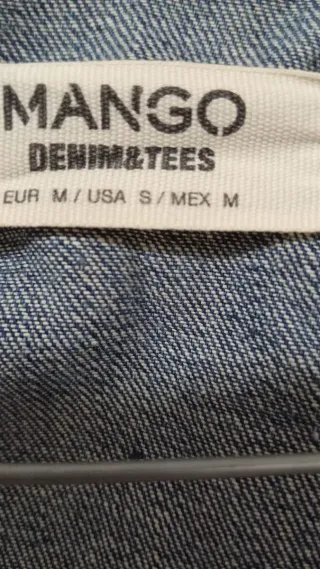 MANGO
DENIM&TEES
EUR M / USA S / MEX M